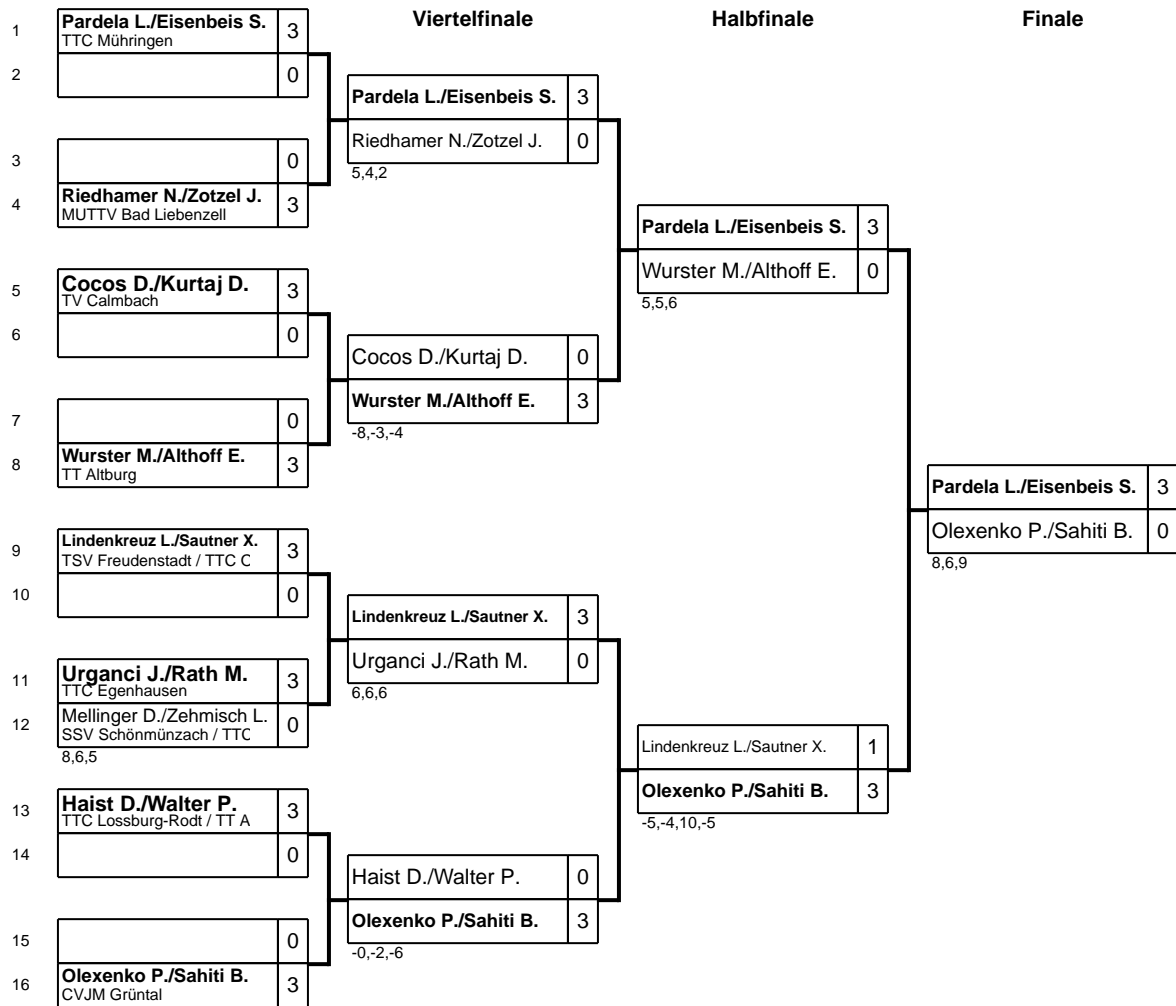 Viertelfinale
Halbfinale
Finale
1
Pardela L./Eisenbeis S.
3
TTC Mühringen
2
0
3
0
4
Riedhamer N./Zotzel J.
3
MUTTV Bad Liebenzell
5
Cocos D./Kurtaj D.
3
TV Calmbach
6
0
7
0
8
Wurster M./Althoff E.
3
TT Altburg
9
Lindenkreuz L./Sautner X.
3
TSV Freudenstadt / TTC C
10
0
11
Urganci J./Rath M.
3
TTC Egenhausen
12
Mellinger D./Zehmisch L.
0
SSV Schönmünzach / TTC
8,6,5
13
Haist D./Walter P.
3
TTC Lossburg-Rodt / TT A
14
0
15
0
16
Olexenko P./Sahiti B.
3
CVJM Grüntal
Pardela L./Eisenbeis S.
3
Riedhamer N./Zotzel J.
0
5,4,2
Cocos D./Kurtaj D.
0
Wurster M./Althoff E.
3
-8,-3,-4
Lindenkreuz L./Sautner X.
3
Urganci J./Rath M.
0
6,6,6
Haist D./Walter P.
0
Olexenko P./Sahiti B.
3
-0,-2,-6
Pardela L./Eisenbeis S.
3
Wurster M./Althoff E.
0
5,5,6
Lindenkreuz L./Sautner X.
1
Olexenko P./Sahiti B.
3
-5,-4,10,-5
Pardela L./Eisenbeis S.
3
Olexenko P./Sahiti B.
0
8,6,9